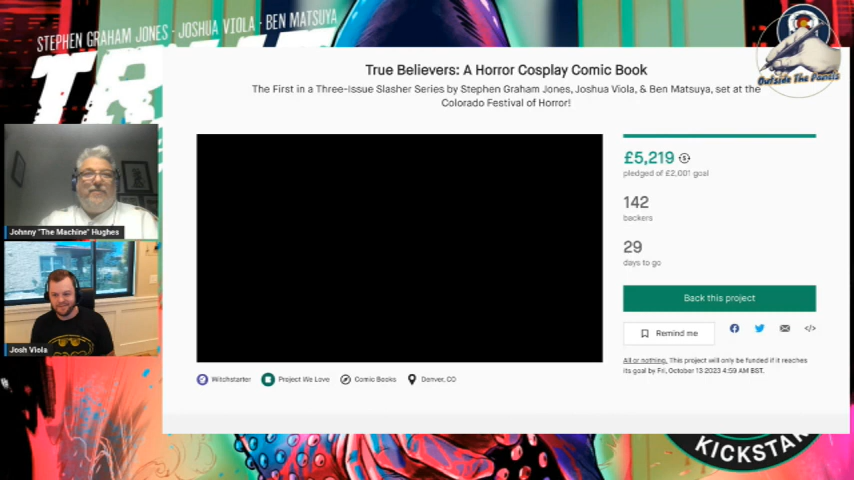 STEPHEN GRAHAM JONES - JOSHUA VIOLA - BEN MATSUYA
TRUE
Outside The Panels
True Believers: A Horror Cosplay Comic Book
The First in a Three-Issue Slasher Series by Stephen Graham Jones, Joshua Viola, & Ben Matsuya, set at the
Colorado Festival of Horror!
£5,219
pledged of £2,001 goal
142
backers
29
days to go
Back this project
Remind me
All or nothing. This project will only be funded if it reaches
its goal by Fri, October 13 2023 4:59 AM BST.
Johnny "The Machine" Hughes
Josh Viola
Witchstarter
Project We Love
Comic Books
Denver, CO